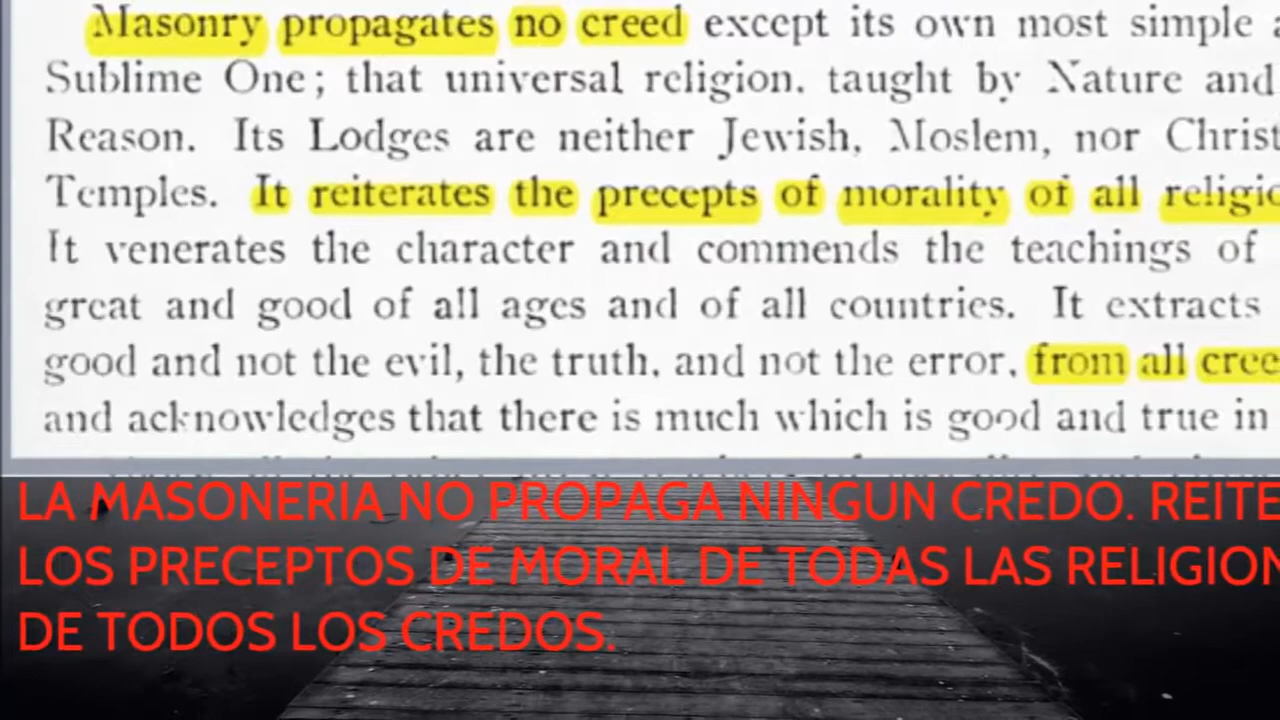 Masonry propagates no creed except its own most simple
Sublime One; that universal religion. taught by Nature and
Reason. Its Lodges are neither Jewish, Moslem, nor Christ
Temples. It reiterates the precepts of morality of all religio
It venerates the character and commends the teachings of
great and good of all ages and of all countries. It extracts
good and not the evil, the truth, and not the error, from all cree
and acknowledges that there is much which is good and true in
LA MASONERIA NO PROPAGA NINGUN CREDO. REITE
LOS PRECEPTOS DE MORAL DE TODAS LAS RELIGION
DE TODOS LOS CREDOS.